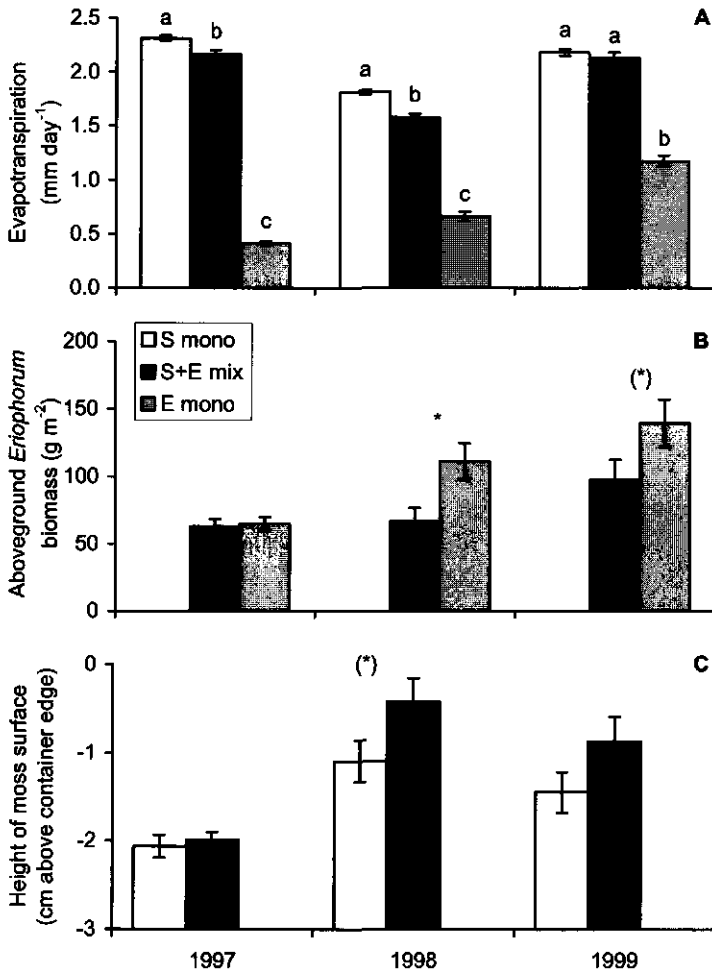 A
Evapotranspiration
(mm day⁻¹)
2.5
2.0
1.5
1.0
0.5
0.0
a
b
c
a
b
c
a
a
b
B
Aboveground Eriophorum
biomass (g m⁻²)
200
150
100
50
0
S mono
S+E mix
E mono
*
(*)
C
Height of moss surface
(cm above container edge)
0
-1
-2
-3
(*)
1997
1998
1999